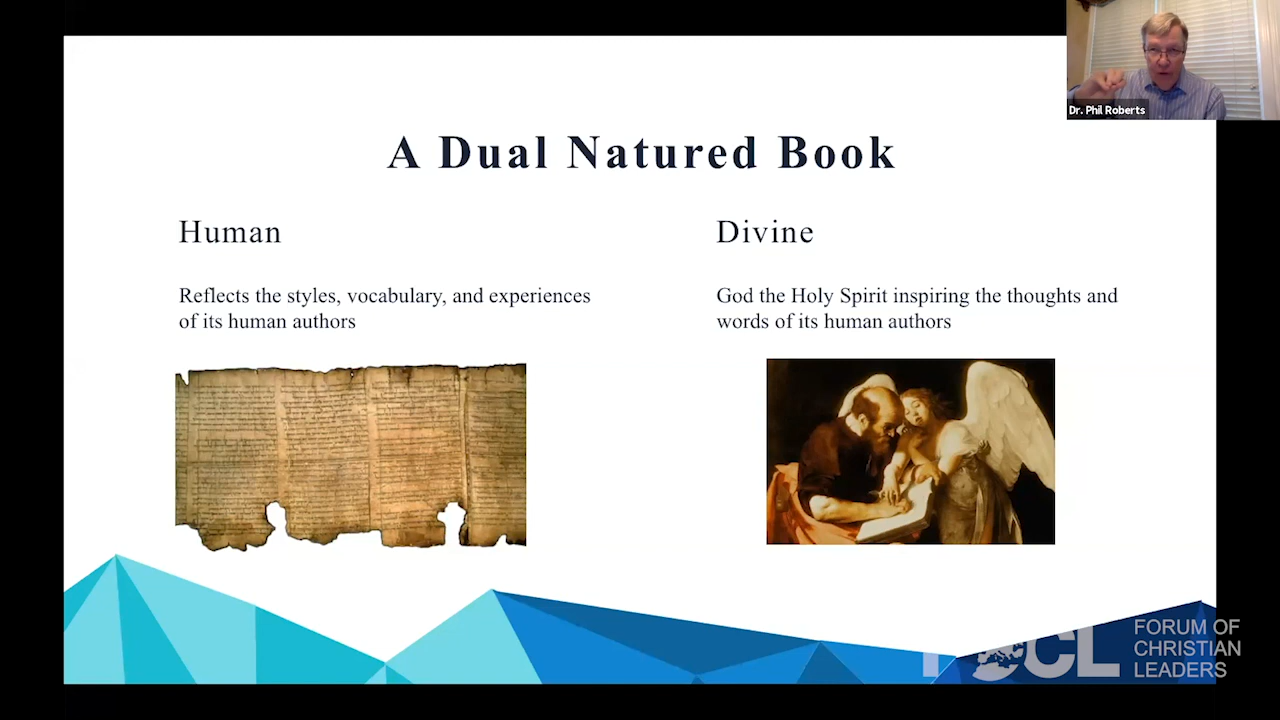 Dr. Phil Roberts
A Dual Natured Book
Human
Reflects the styles, vocabulary, and experiences
of its human authors
Divine
God the Holy Spirit inspiring the thoughts and
words of its human authors
FOCL
FORUM OF
CHRISTIAN
LEADERS